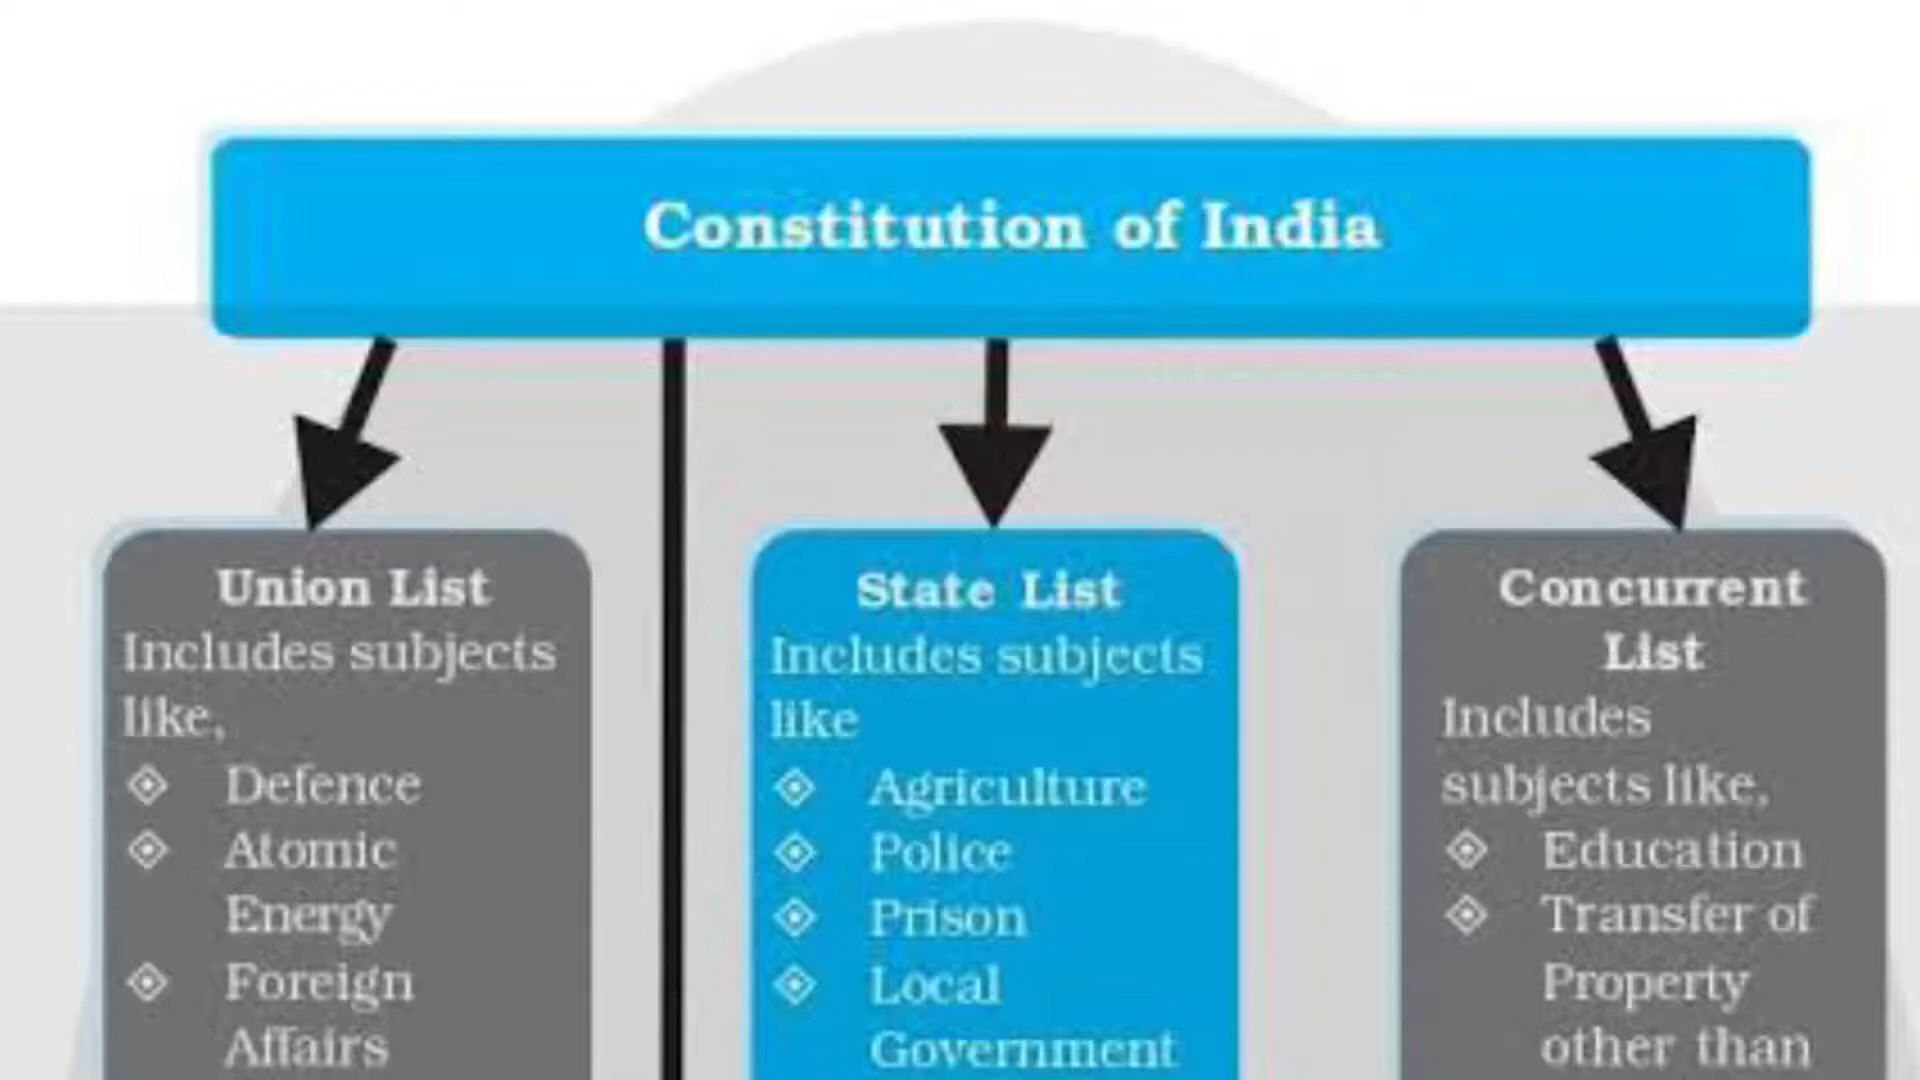 Constitution of India
Union List
Includes subjects
like,
Defence
Atomic
Energy
Foreign
Affairs
State List
Includes subjects
like
Agriculture
Police
Prison
Local
Government
Concurrent
List
Includes
subjects like,
Education
Transfer of
Property
other than